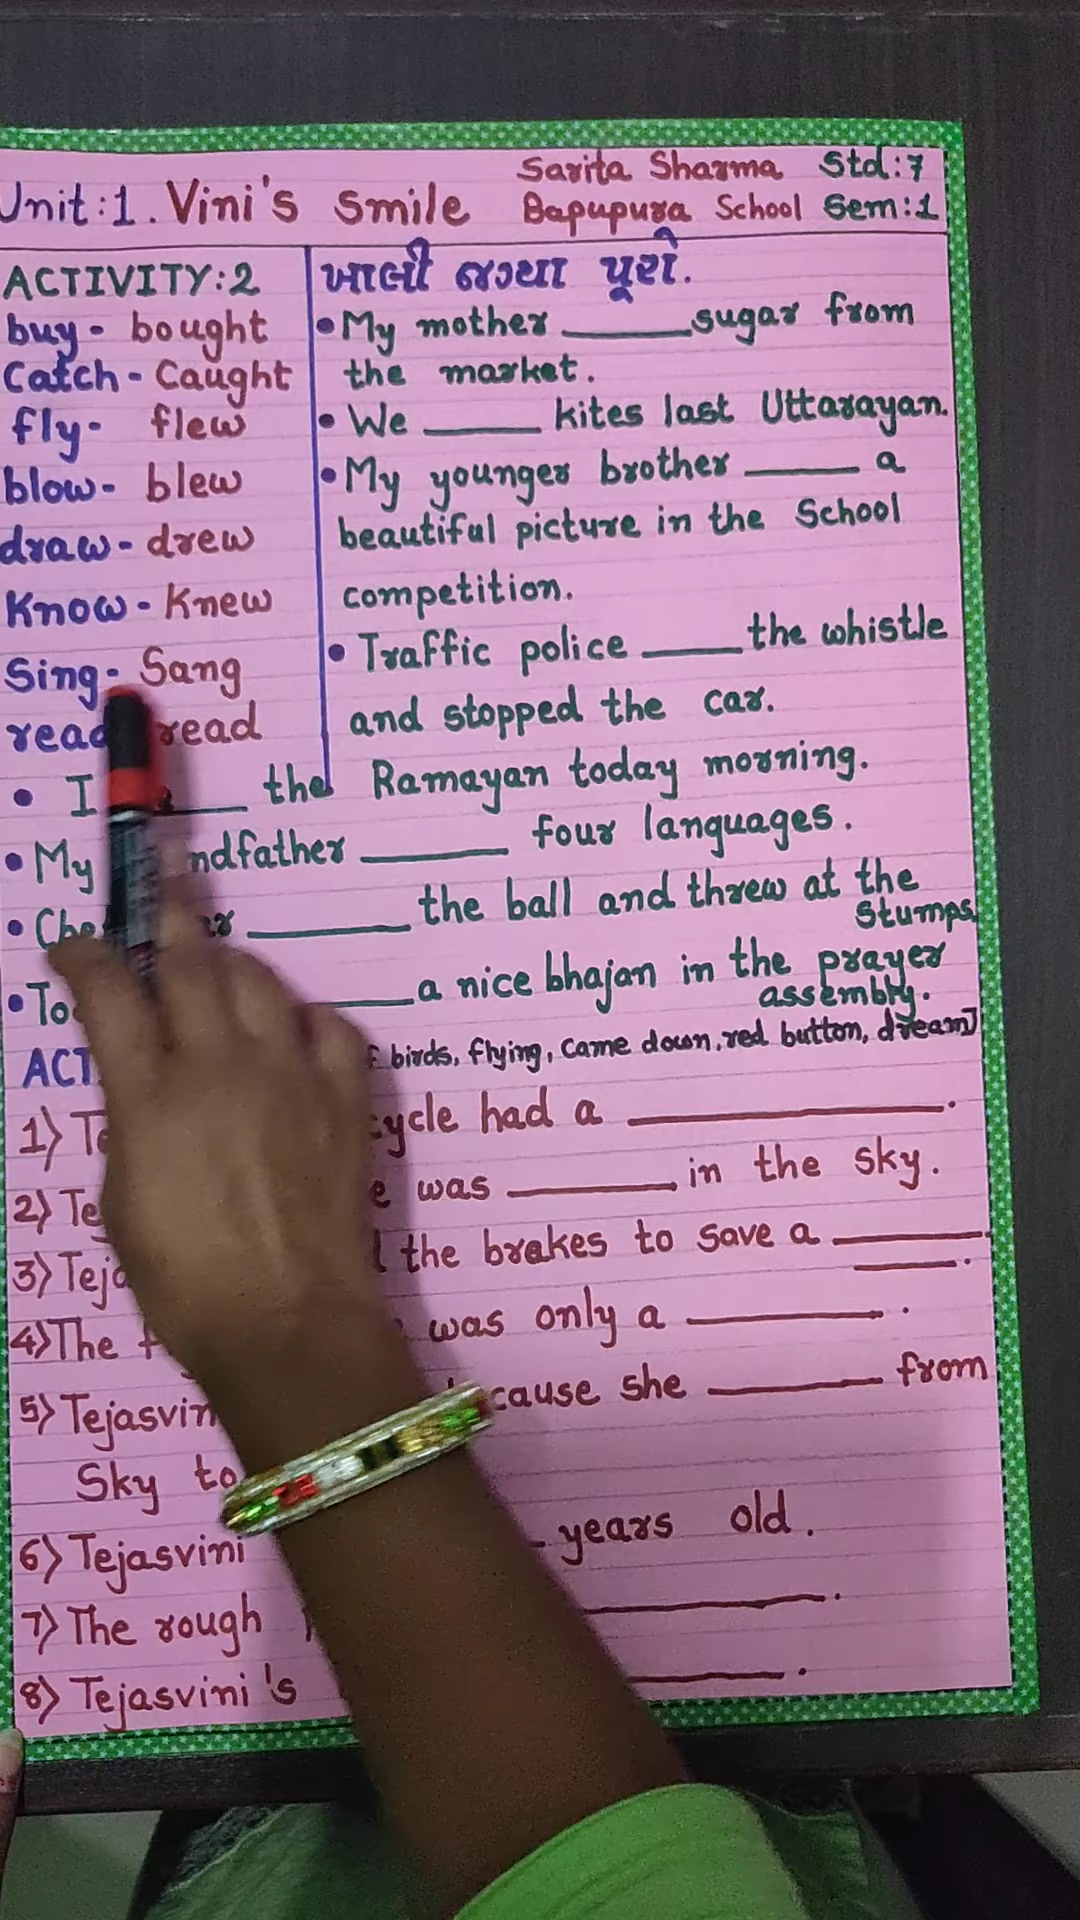 Unit:1. Vini's Smile
Sarita Sharma Std:7
Bapupura School Sem:1
ACTIVITY:2
buy - bought
Catch - Caught
fly- flew
blow- blew
draw- drew
Know - Knew
Sing- Sang
read read
ખાલી જગ્યા પૂરો.
• My mother ______ sugar from
the market.
• We ______ kites last Uttarayan.
• My younger brother ______ a
beautiful picture in the School
competition.
• Traffic police ______ the whistle
and stopped the car.
• I ______ the Ramayan today morning.
• My ______ four languages.
• ______ the ball and threw at the
stumps.
• ______ a nice bhajan in the prayer
assembly.
birds, flying, Came down, red button, dream]
1) had a ______.
2) was ______ in the sky.
3) the brakes to save a ______
______.
4) The was only a ______.
5) she ______ from
Sky to
6) Tejasvini ______ years old.
7) The rough ______.
8) Tejasvini's ______.